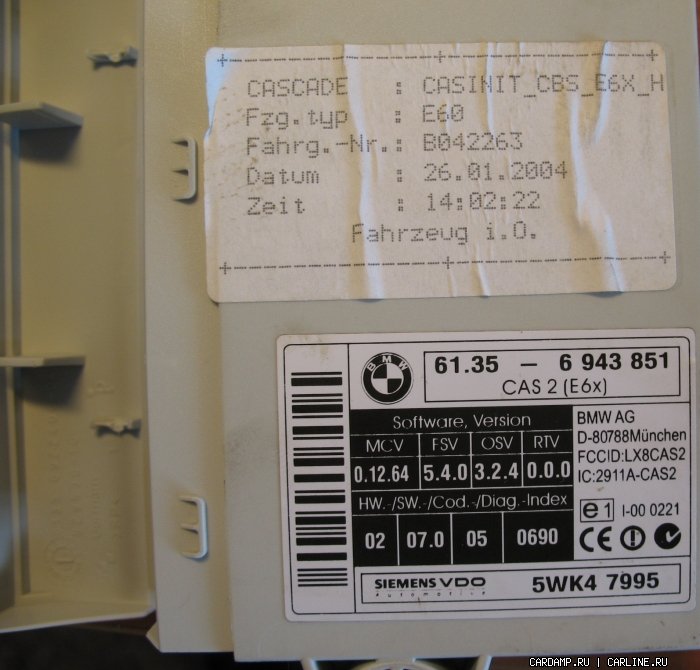 CASCADE : CASINIT_CBS_E6X_H
Fzg.typ : E60
Fahrg.-Nr.: B042263
Datum : 26.01.2004
Zeit : 14:02:22
Fahrzeug i.O.
BMW
61.35 – 6 943 851
CAS 2 (E6x)
Software, Version
MCV FSV OSV RTV
0.12.64 5.4.0 3.2.4 0.0.0
HW.-/SW.-/Cod.-/Diag.-Index
02 07.0 05 0690
BMW AG
D-80788München
FCCID:LX8CAS2
IC:2911A-CAS2
e1 I-00 0221
CE
SIEMENS VDO
Automotive
5WK4 7995
CARDAMP.RU | CARLINE.RU